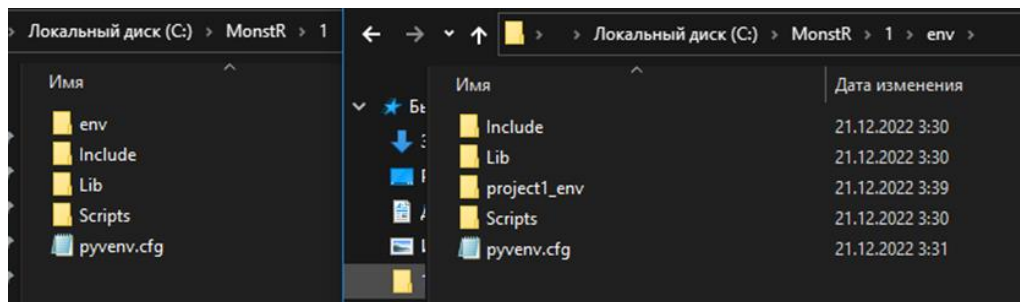 Локальный диск (C:) > MonstR > 1
Имя
env
Include
Lib
Scripts
pyvenv.cfg
Локальный диск (C:) > MonstR > 1 > env >
Имя
Дата изменения
Include
21.12.2022 3:30
Lib
21.12.2022 3:30
project1_env
21.12.2022 3:39
Scripts
21.12.2022 3:30
pyvenv.cfg
21.12.2022 3:31